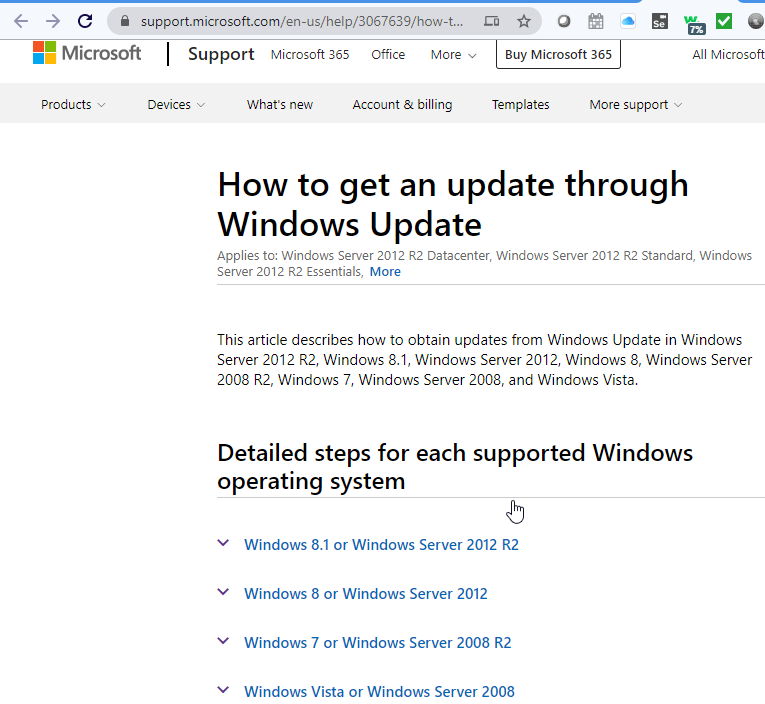 support.microsoft.com/en-us/help/3067639/how-t...
Se
7%
Microsoft | Support Microsoft 365 Office More Buy Microsoft 365 All Microsoft
Products Devices What's new Account & billing Templates More support
How to get an update through
Windows Update
Applies to: Windows Server 2012 R2 Datacenter, Windows Server 2012 R2 Standard, Windows
Server 2012 R2 Essentials, More
This article describes how to obtain updates from Windows Update in Windows
Server 2012 R2, Windows 8.1, Windows Server 2012, Windows 8, Windows Server
2008 R2, Windows 7, Windows Server 2008, and Windows Vista.
Detailed steps for each supported Windows
operating system
Windows 8.1 or Windows Server 2012 R2
Windows 8 or Windows Server 2012
Windows 7 or Windows Server 2008 R2
Windows Vista or Windows Server 2008